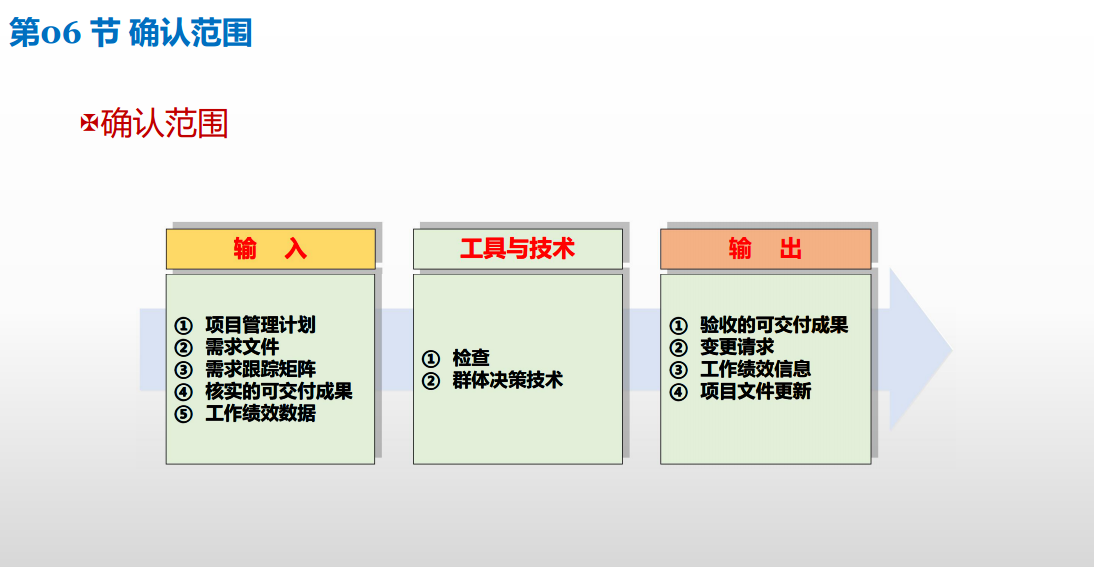 第06 节 确认范围
✠确认范围
输 入
① 项目管理计划
② 需求文件
③ 需求跟踪矩阵
④ 核实的可交付成果
⑤ 工作绩效数据
工具与技术
① 检查
② 群体决策技术
输 出
① 验收的可交付成果
② 变更请求
③ 工作绩效信息
④ 项目文件更新